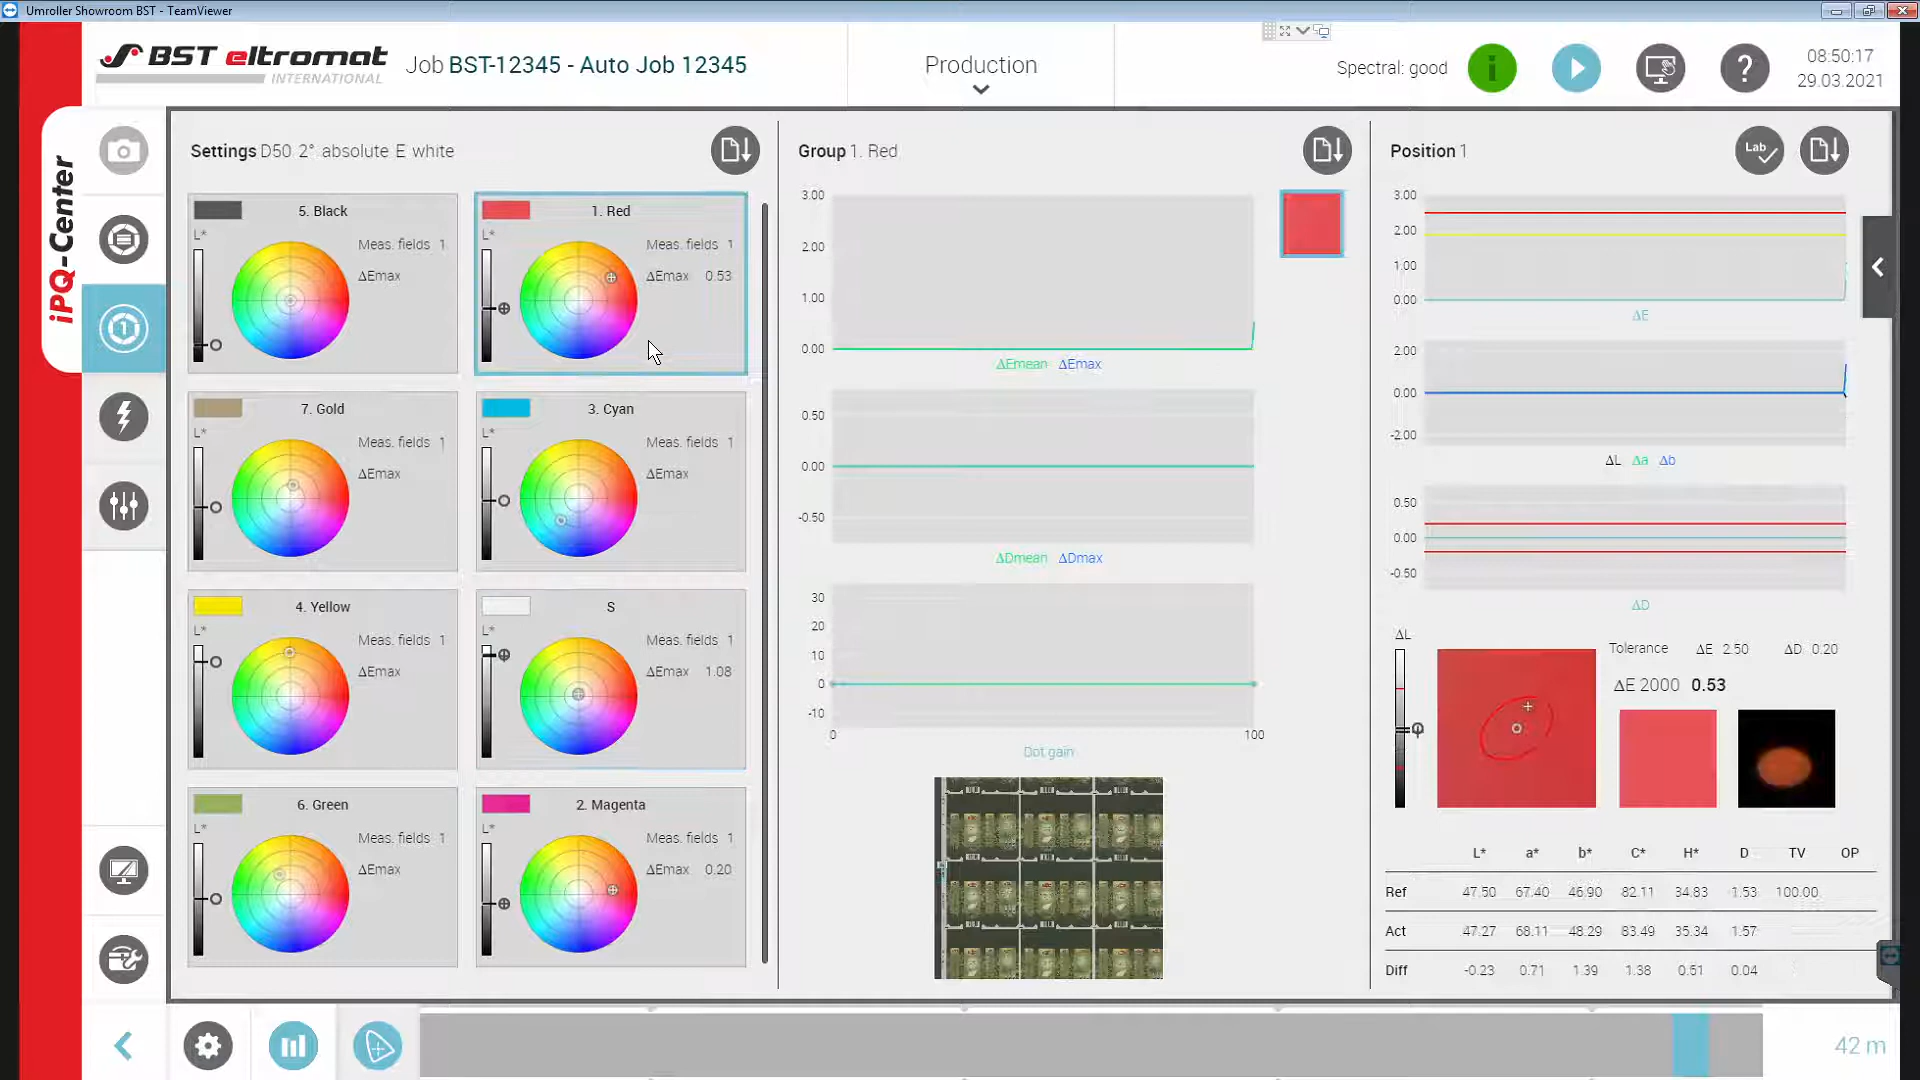 Umroller Showroom BST - TeamViewer
BST eltromat
INTERNATIONAL
Job BST-12345 - Auto Job 12345
Production
Spectral: good
i
?
08:50:17
29.03.2021
iPQ-Center
1
Settings D50 2° absolute E white
5. Black
L*
Meas. fields 1
ΔEmax
1. Red
L*
Meas. fields 1
ΔEmax 0.53
7. Gold
L*
Meas. fields 1
ΔEmax
3. Cyan
L*
Meas. fields 1
ΔEmax
4. Yellow
L*
Meas. fields 1
ΔEmax
S
L*
Meas. fields 1
ΔEmax 1.08
6. Green
L*
Meas. fields 1
ΔEmax
2. Magenta
L*
Meas. fields 1
ΔEmax 0.20
Group 1. Red
3.00
2.00
1.00
0.00
ΔEmean ΔEmax
0.50
0.00
-0.50
ΔDmean ΔDmax
30
20
10
0
-10
0 100
Dot gain
Position 1
Lab
3.00
2.00
1.00
0.00
ΔE
2.00
0.00
-2.00
ΔL Δa Δb
0.50
0.00
-0.50
ΔD
ΔL
Tolerance ΔE 2.50 ΔD 0.20
ΔE 2000 0.53
L* a* b* C* H* D TV OP
Ref 47.50 67.40 46.90 82.11 34.83 1.53 100.00
Act 47.27 68.11 48.29 83.49 35.34 1.57
Diff -0.23 0.71 1.39 1.38 0.51 0.04
42 m